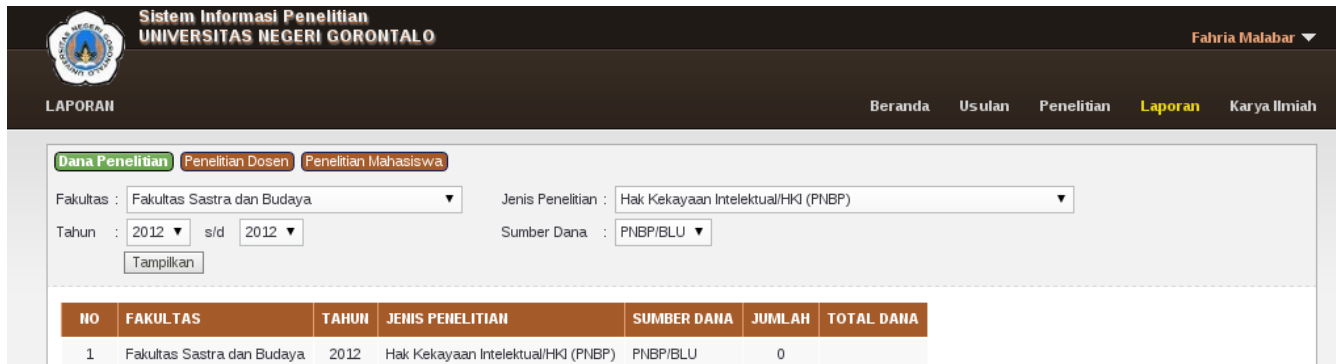 Sistem Informasi Penelitian
UNIVERSITAS NEGERI GORONTALO
Fahria Malabar
LAPORAN
Beranda Usulan Penelitian Laporan Karya Ilmiah
Dana Penelitian Penelitian Dosen Penelitian Mahasiswa
Fakultas : Fakultas Sastra dan Budaya Jenis Penelitian : Hak Kekayaan Intelektual/HKI (PNBP)
Tahun : 2012 s/d 2012 Sumber Dana : PNBP/BLU
Tampilkan
NO FAKULTAS TAHUN JENIS PENELITIAN SUMBER DANA JUMLAH TOTAL DANA
1 Fakultas Sastra dan Budaya 2012 Hak Kekayaan Intelektual/HKI (PNBP) PNBP/BLU 0